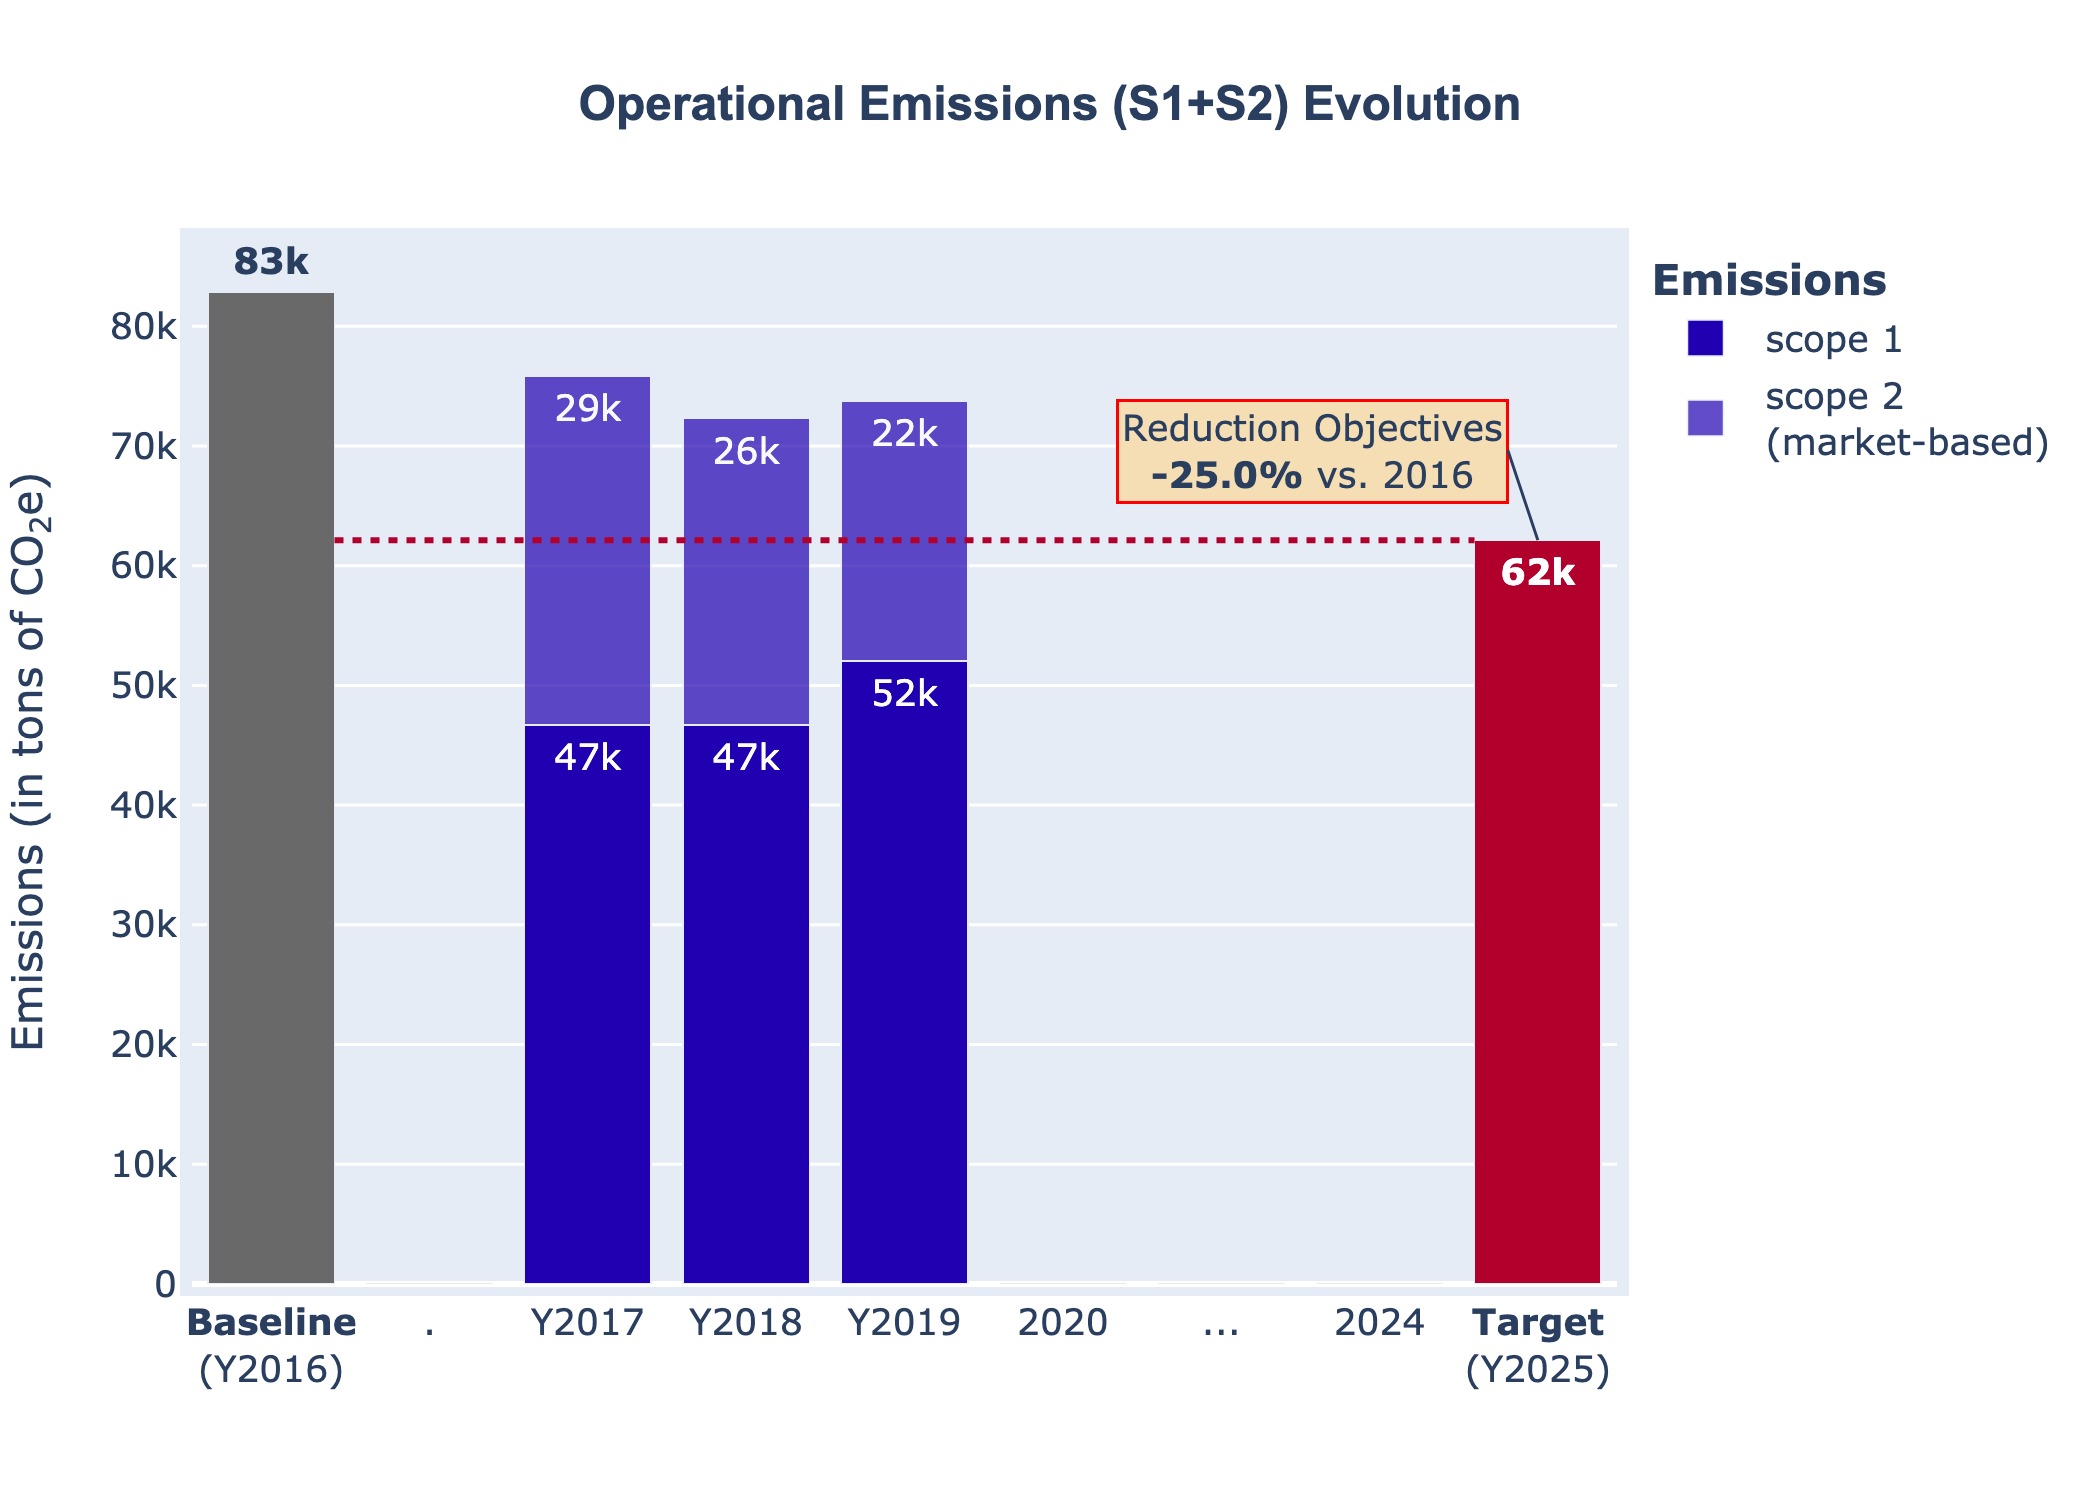 Operational Emissions (S1+S2) Evolution
Emissions (in tons of CO₂e)
80k
70k
60k
50k
40k
30k
20k
10k
0
83k
29k
47k
26k
47k
22k
52k
Reduction Objectives
-25.0% vs. 2016
62k
Baseline
(Y2016)
.
Y2017
Y2018
Y2019
2020
...
2024
Target
(Y2025)
Emissions
scope 1
scope 2
(market-based)